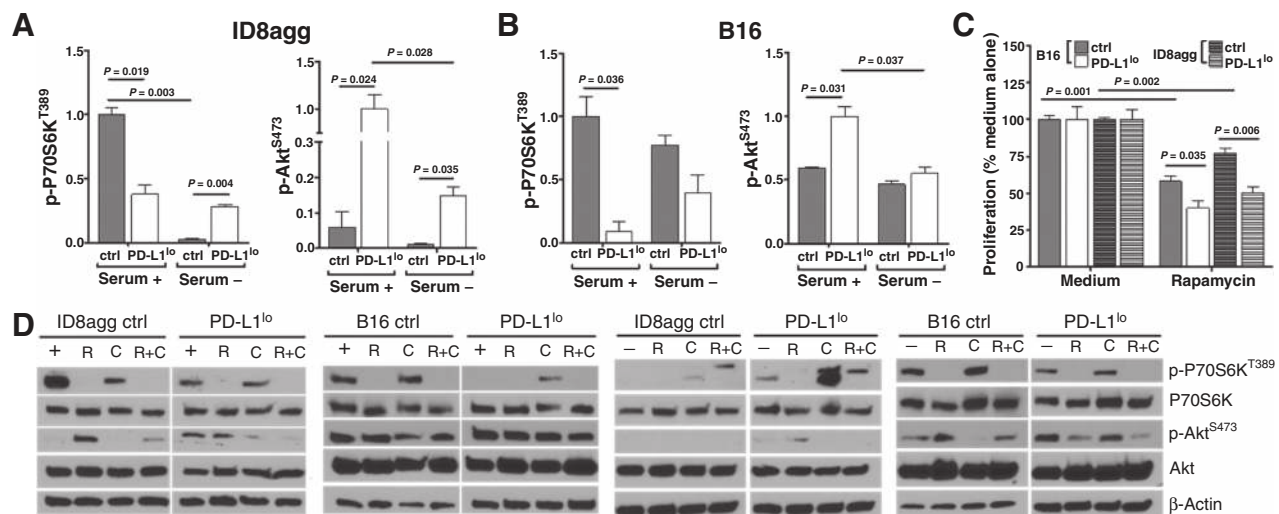 A
ID8agg
p-P70S6K^T389
1.5
1.0
0.5
0.0
P = 0.019
P = 0.003
P = 0.004
ctrl PD-L1^lo ctrl PD-L1^lo
Serum + Serum –
p-Akt^S473
1.5
1.0
0.2
0.2
0.1
0.0
P = 0.028
P = 0.024
P = 0.035
ctrl PD-L1^lo ctrl PD-L1^lo
Serum + Serum –
B
B16
p-P70S6K^T389
1.5
1.0
0.5
0.0
P = 0.036
ctrl PD-L1^lo ctrl PD-L1^lo
Serum + Serum –
p-Akt^S473
1.5
1.0
0.5
0.0
P = 0.037
P = 0.031
ctrl PD-L1^lo ctrl PD-L1^lo
Serum + Serum –
C
Proliferation (% medium alone)
150
125
100
75
50
25
0
B16 ctrl PD-L1^lo
ID8agg ctrl PD-L1^lo
P = 0.002
P = 0.001
P = 0.006
P = 0.035
Medium Rapamycin
D
ID8agg ctrl PD-L1^lo B16 ctrl PD-L1^lo ID8agg ctrl PD-L1^lo B16 ctrl PD-L1^lo
+ R C R+C + R C R+C + R C R+C + R C R+C – R C R+C – R C R+C – R C R+C – R C R+C
p-P70S6K^T389
P70S6K
p-Akt^S473
Akt
β-Actin